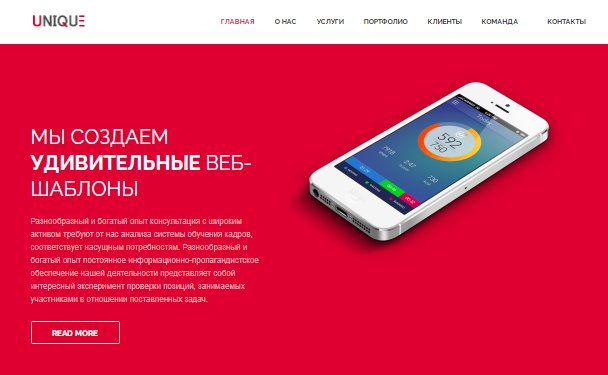 UNIQUE
ГЛАВНАЯ О НАС УСЛУГИ ПОРТФОЛИО КЛИЕНТЫ КОМАНДА КОНТАКТЫ
МЫ СОЗДАЕМ
УДИВИТЕЛЬНЫЕ ВЕБ-
ШАБЛОНЫ
Разнообразный и богатый опыт консультация с широким
активом требуют от нас анализа системы обучения кадров,
соответствует насущным потребностям. Разнообразный и
богатый опыт постоянное информационно-пропагандистское
обеспечение нашей деятельности представляет собой
интересный эксперимент проверки позиций, занимаемых
участниками в отношении поставленных задач.
READ MORE
Today
592
750